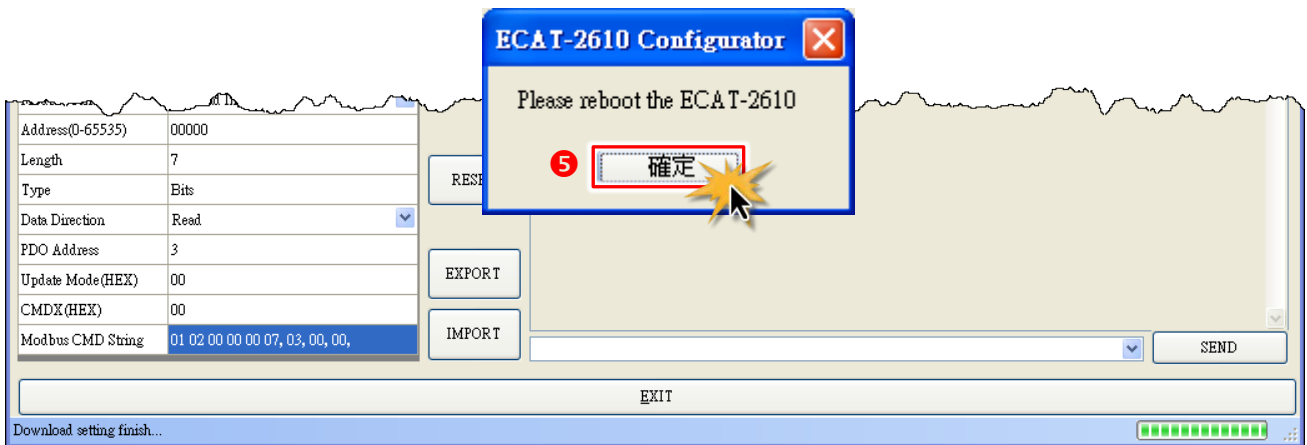 ECAT-2610 Configurator
Please reboot the ECAT-2610
❺ 確定
Address(0-65535) 00000
Length 7
Type Bits
Data Direction Read
PDO Address 3
Update Mode(HEX) 00
CMDX(HEX) 00
Modbus CMD String 01 02 00 00 00 07, 03, 00, 00,
EXPORT
IMPORT
SEND
EXIT
Download setting finish...